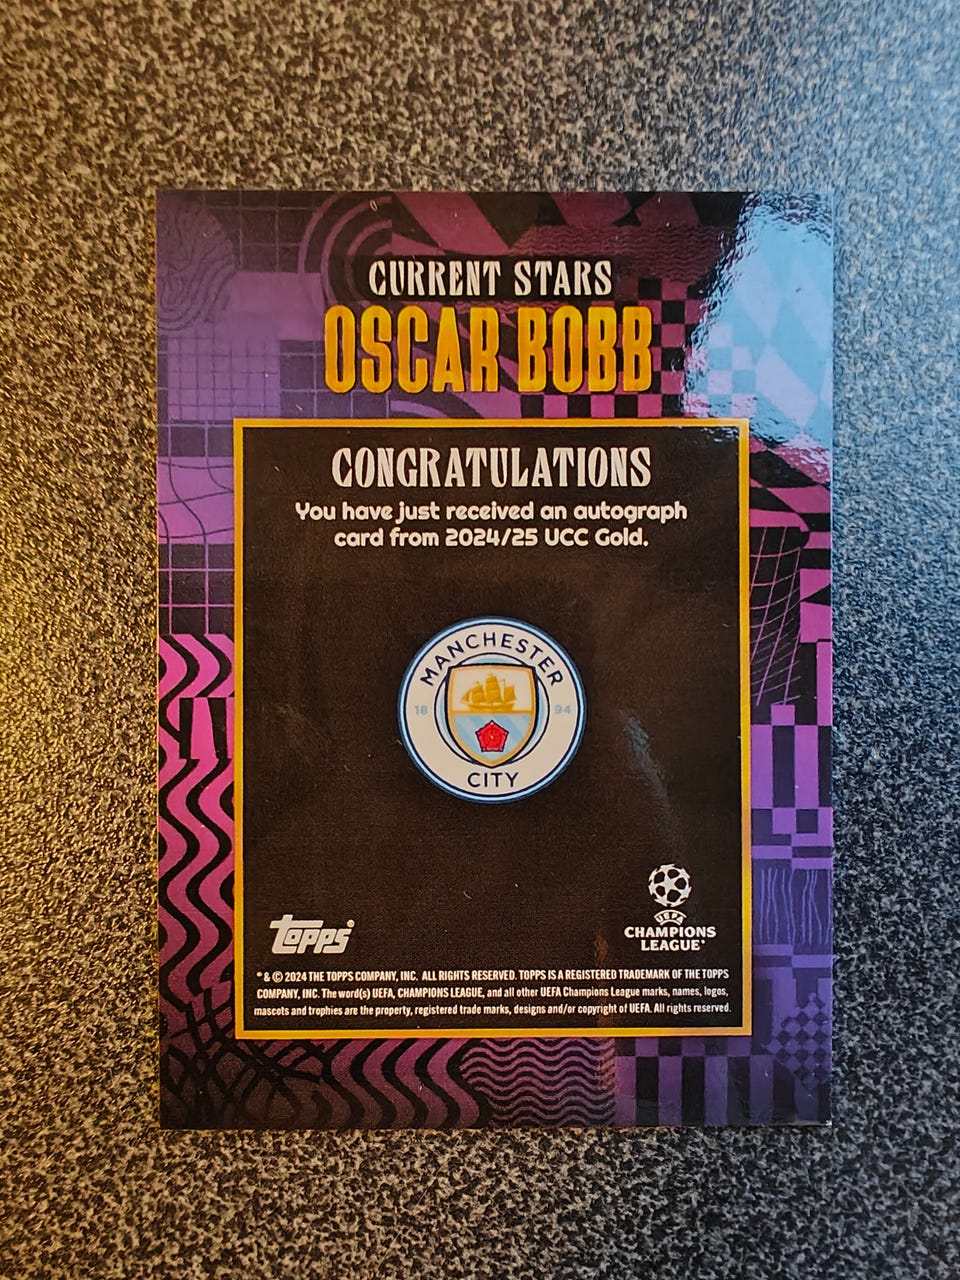 CURRENT STARS
OSCAR BOBB
CONGRATULATIONS
You have just received an autograph
card from 2024/25 UCC Gold.
MANCHESTER
18 94
CITY
topps®
UEFA
CHAMPIONS
LEAGUE®
® & © 2024 THE TOPPS COMPANY, INC. ALL RIGHTS RESERVED. TOPPS IS A REGISTERED TRADEMARK OF THE TOPPS
COMPANY, INC. The word(s) UEFA, CHAMPIONS LEAGUE, and all other UEFA Champions League marks, names, logos,
mascots and trophies are the property, registered trade marks, designs and/or copyright of UEFA. All rights reserved.